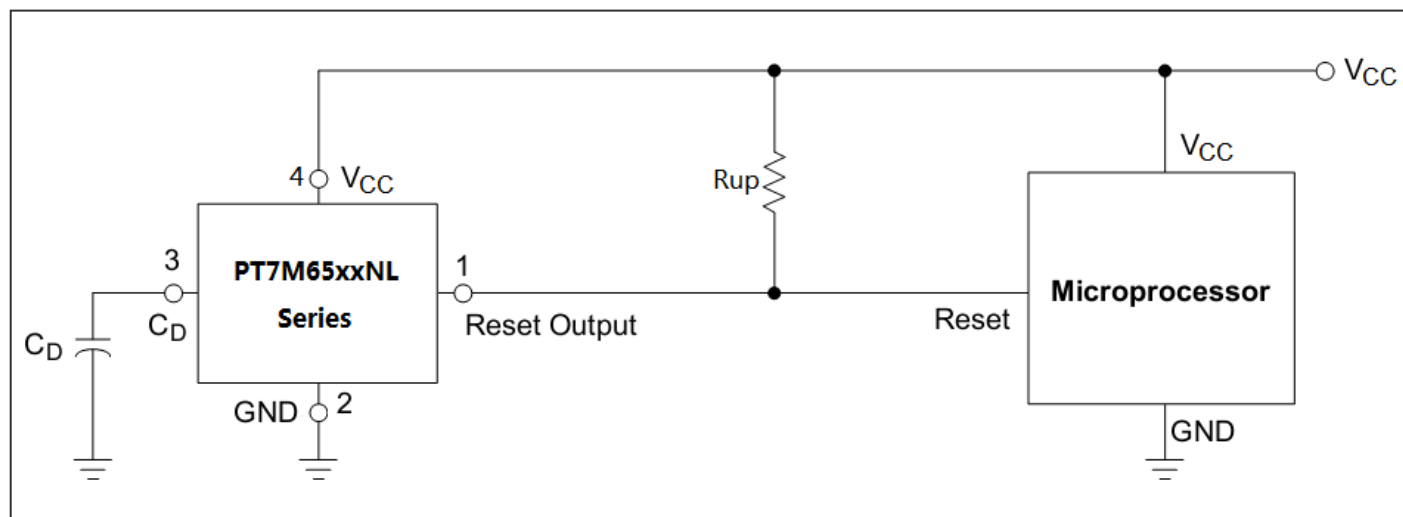 VCC
4
VCC
VCC
Rup
3
PT7M65xxNL
Series
1
Microprocessor
CD
Reset Output
Reset
CD
GND
2
GND